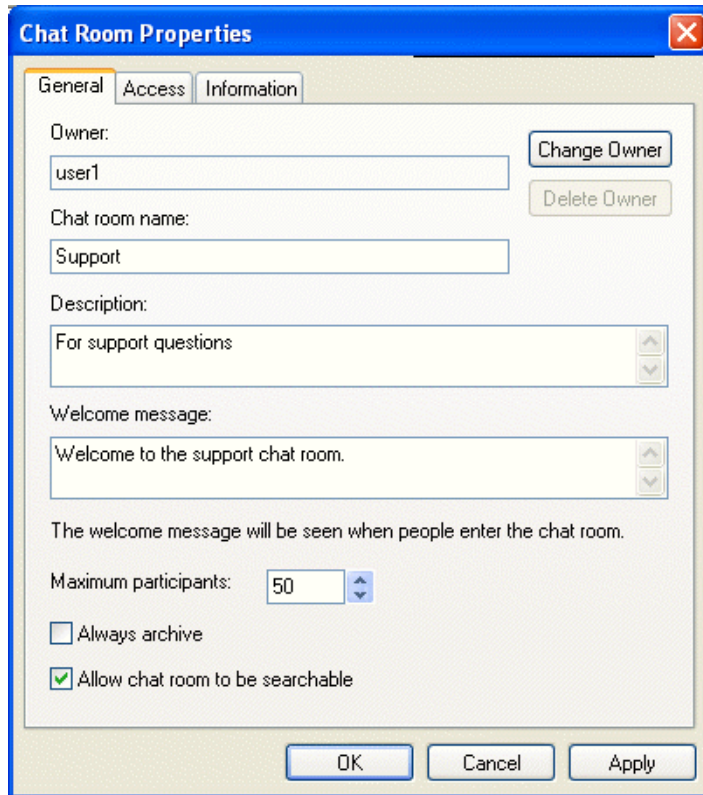 Chat Room Properties
General Access Information
Owner:
Change Owner
user1
Delete Owner
Chat room name:
Support
Description:
For support questions
Welcome message:
Welcome to the support chat room.
The welcome message will be seen when people enter the chat room.
Maximum participants: 50
Always archive
Allow chat room to be searchable
OK Cancel Apply